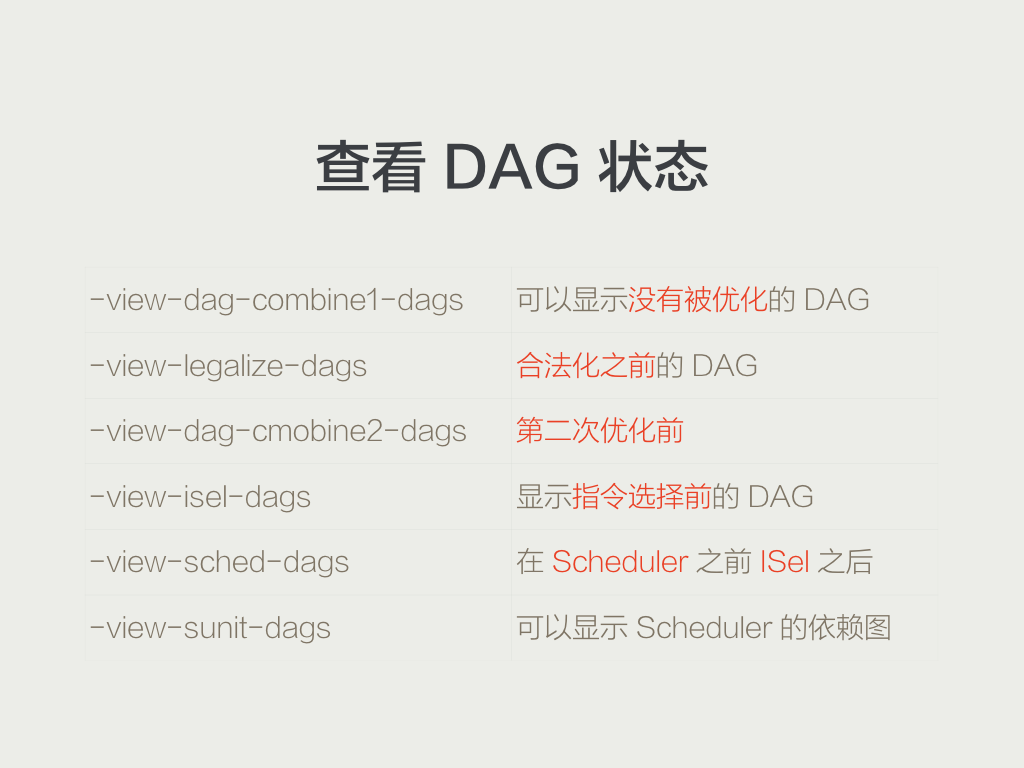 查看 DAG 状态
-view-dag-combine1-dags 可以显示没有被优化的 DAG
-view-legalize-dags 合法化之前的 DAG
-view-dag-cmobine2-dags 第二次优化前
-view-isel-dags 显示指令选择前的 DAG
-view-sched-dags 在 Scheduler 之前 ISel 之后
-view-sunit-dags 可以显示 Scheduler 的依赖图